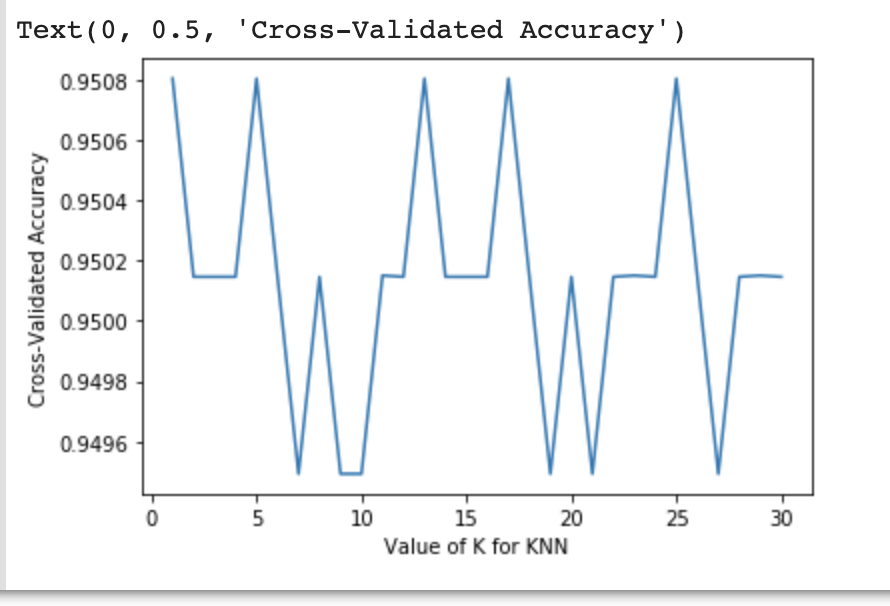 Text(0, 0.5, 'Cross-Validated Accuracy')
0.9508
0.9506
0.9504
0.9502
0.9500
0.9498
0.9496
Cross-Validated Accuracy
0 5 10 15 20 25 30
Value of K for KNN